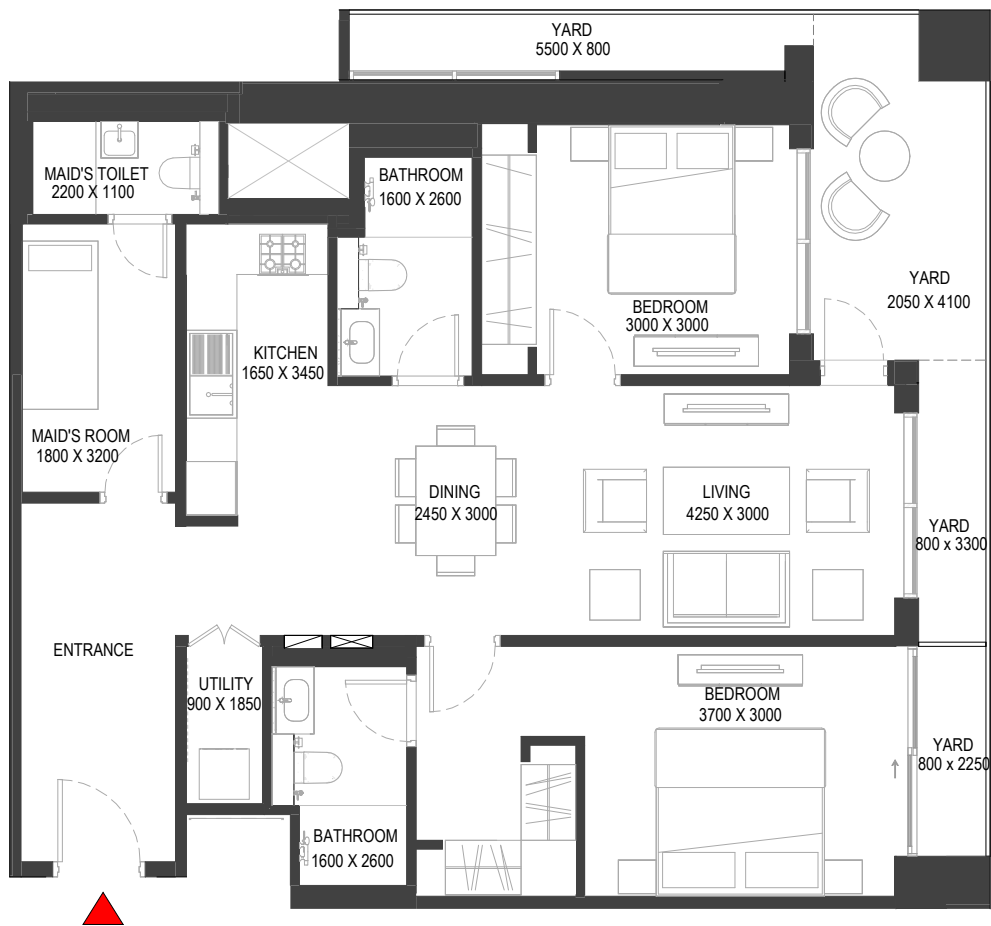 YARD
5500 X 800
MAID'S TOILET
2200 X 1100
BATHROOM
1600 X 2600
BEDROOM
3000 X 3000
YARD
2050 X 4100
KITCHEN
1650 X 3450
MAID'S ROOM
1800 X 3200
DINING
2450 X 3000
LIVING
4250 X 3000
YARD
800 x 3300
ENTRANCE
UTILITY
900 X 1850
BEDROOM
3700 X 3000
YARD
800 x 2250
BATHROOM
1600 X 2600